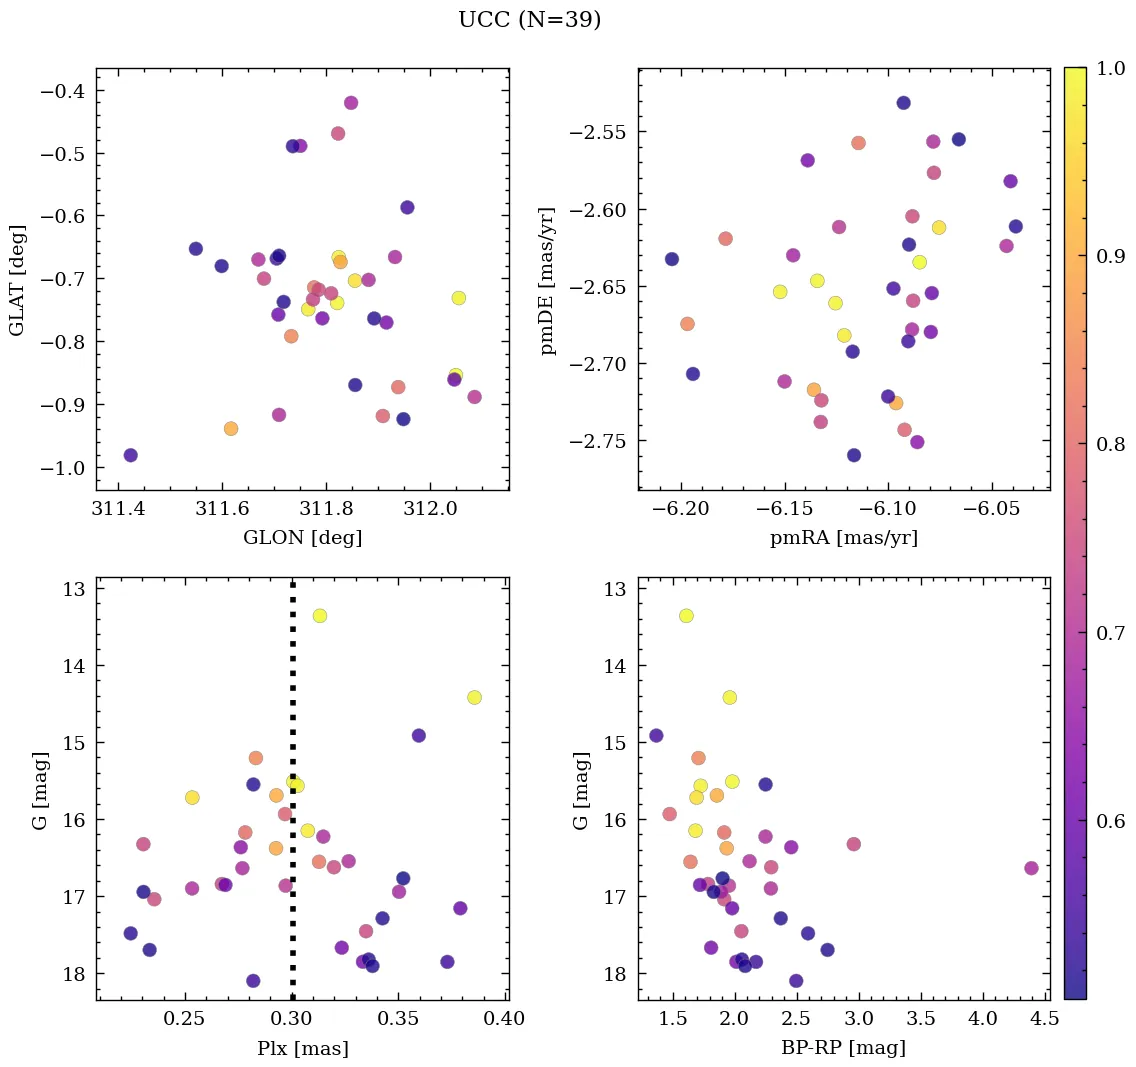 UCC (N=39)
−0.4
−0.5
−0.6
−0.7
−0.8
−0.9
−1.0
GLAT [deg]
311.4 311.6 311.8 312.0
GLON [deg]
−2.55
−2.60
−2.65
−2.70
−2.75
pmDE [mas/yr]
−6.20 −6.15 −6.10 −6.05
pmRA [mas/yr]
1.0
0.9
0.8
0.7
0.6
13
14
15
16
17
18
G [mag]
0.25 0.30 0.35 0.40
Plx [mas]
13
14
15
16
17
18
G [mag]
1.5 2.0 2.5 3.0 3.5 4.0 4.5
BP-RP [mag]